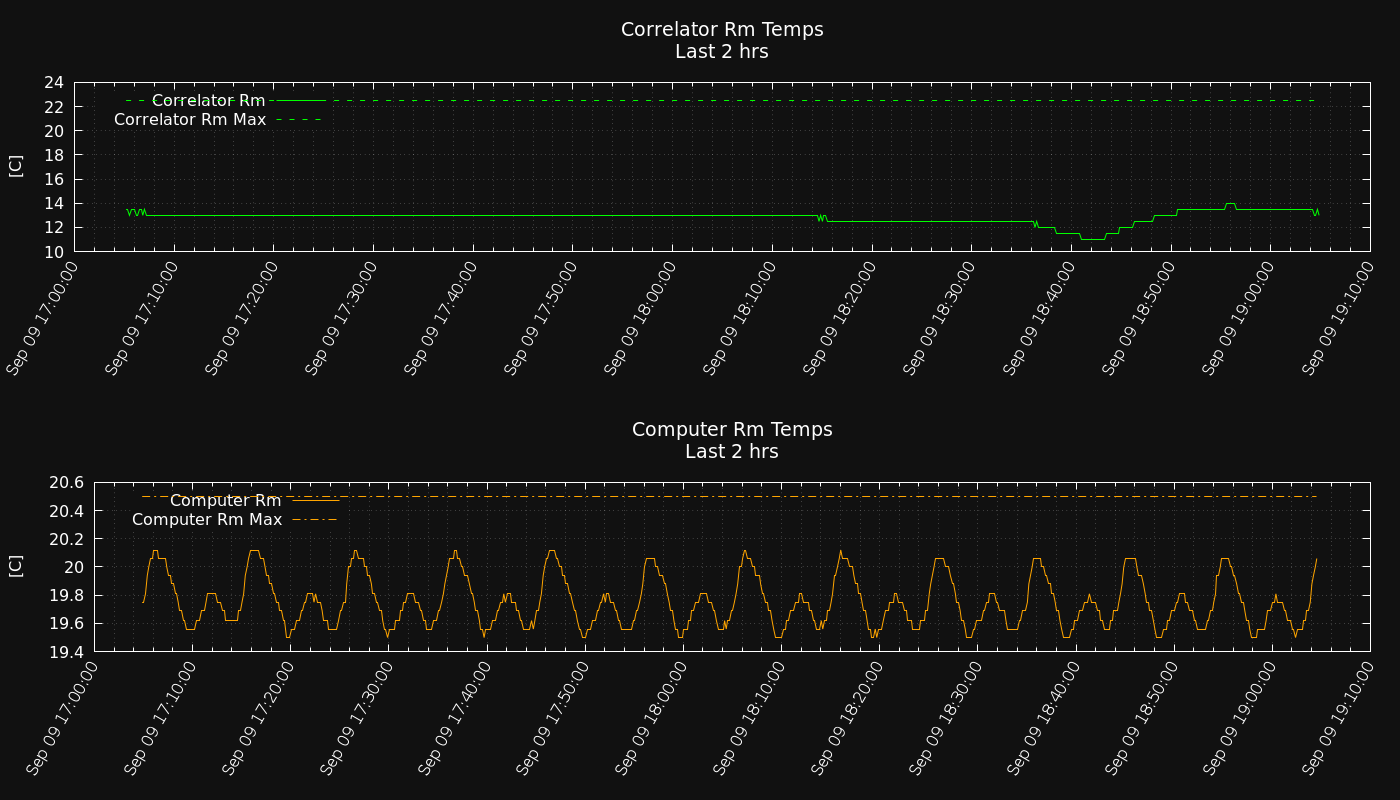 Correlator Rm Temps
Last 2 hrs
24
22
20
18
16
14
12
10
[C]
Correlator Rm
Correlator Rm Max
Sep 09 17:00:00
Sep 09 17:10:00
Sep 09 17:20:00
Sep 09 17:30:00
Sep 09 17:40:00
Sep 09 17:50:00
Sep 09 18:00:00
Sep 09 18:10:00
Sep 09 18:20:00
Sep 09 18:30:00
Sep 09 18:40:00
Sep 09 18:50:00
Sep 09 19:00:00
Sep 09 19:10:00
Computer Rm Temps
Last 2 hrs
20.6
20.4
20.2
20
19.8
19.6
19.4
[C]
Computer Rm
Computer Rm Max
Sep 09 17:00:00
Sep 09 17:10:00
Sep 09 17:20:00
Sep 09 17:30:00
Sep 09 17:40:00
Sep 09 17:50:00
Sep 09 18:00:00
Sep 09 18:10:00
Sep 09 18:20:00
Sep 09 18:30:00
Sep 09 18:40:00
Sep 09 18:50:00
Sep 09 19:00:00
Sep 09 19:10:00